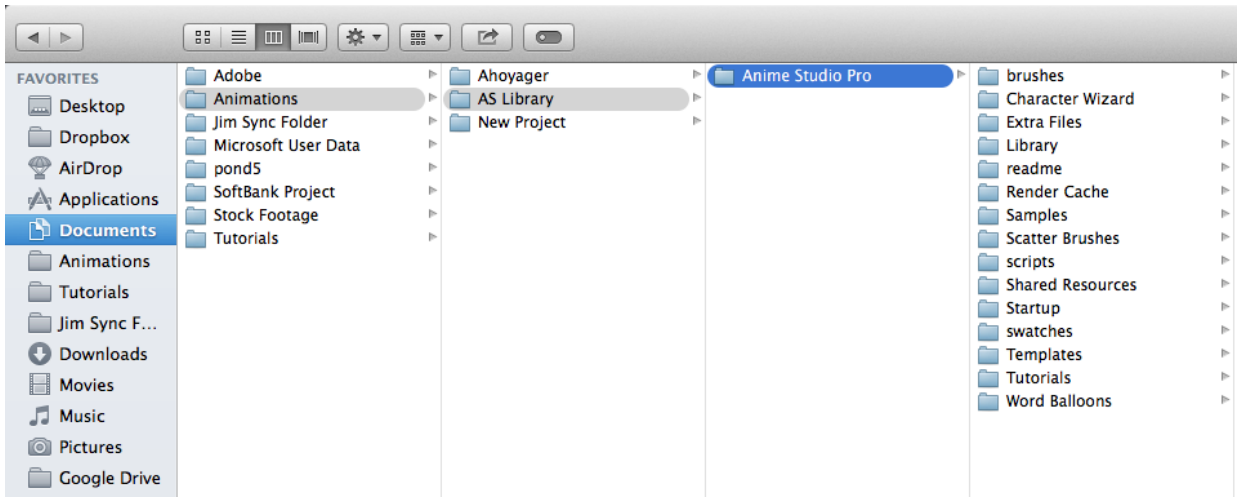 FAVORITES
Desktop
Dropbox
AirDrop
Applications
Documents
Animations
Tutorials
Jim Sync F...
Downloads
Movies
Music
Pictures
Google Drive
Adobe
Animations
Jim Sync Folder
Microsoft User Data
pond5
SoftBank Project
Stock Footage
Tutorials
Ahoyager
AS Library
New Project
Anime Studio Pro
brushes
Character Wizard
Extra Files
Library
readme
Render Cache
Samples
Scatter Brushes
scripts
Shared Resources
Startup
swatches
Templates
Tutorials
Word Balloons